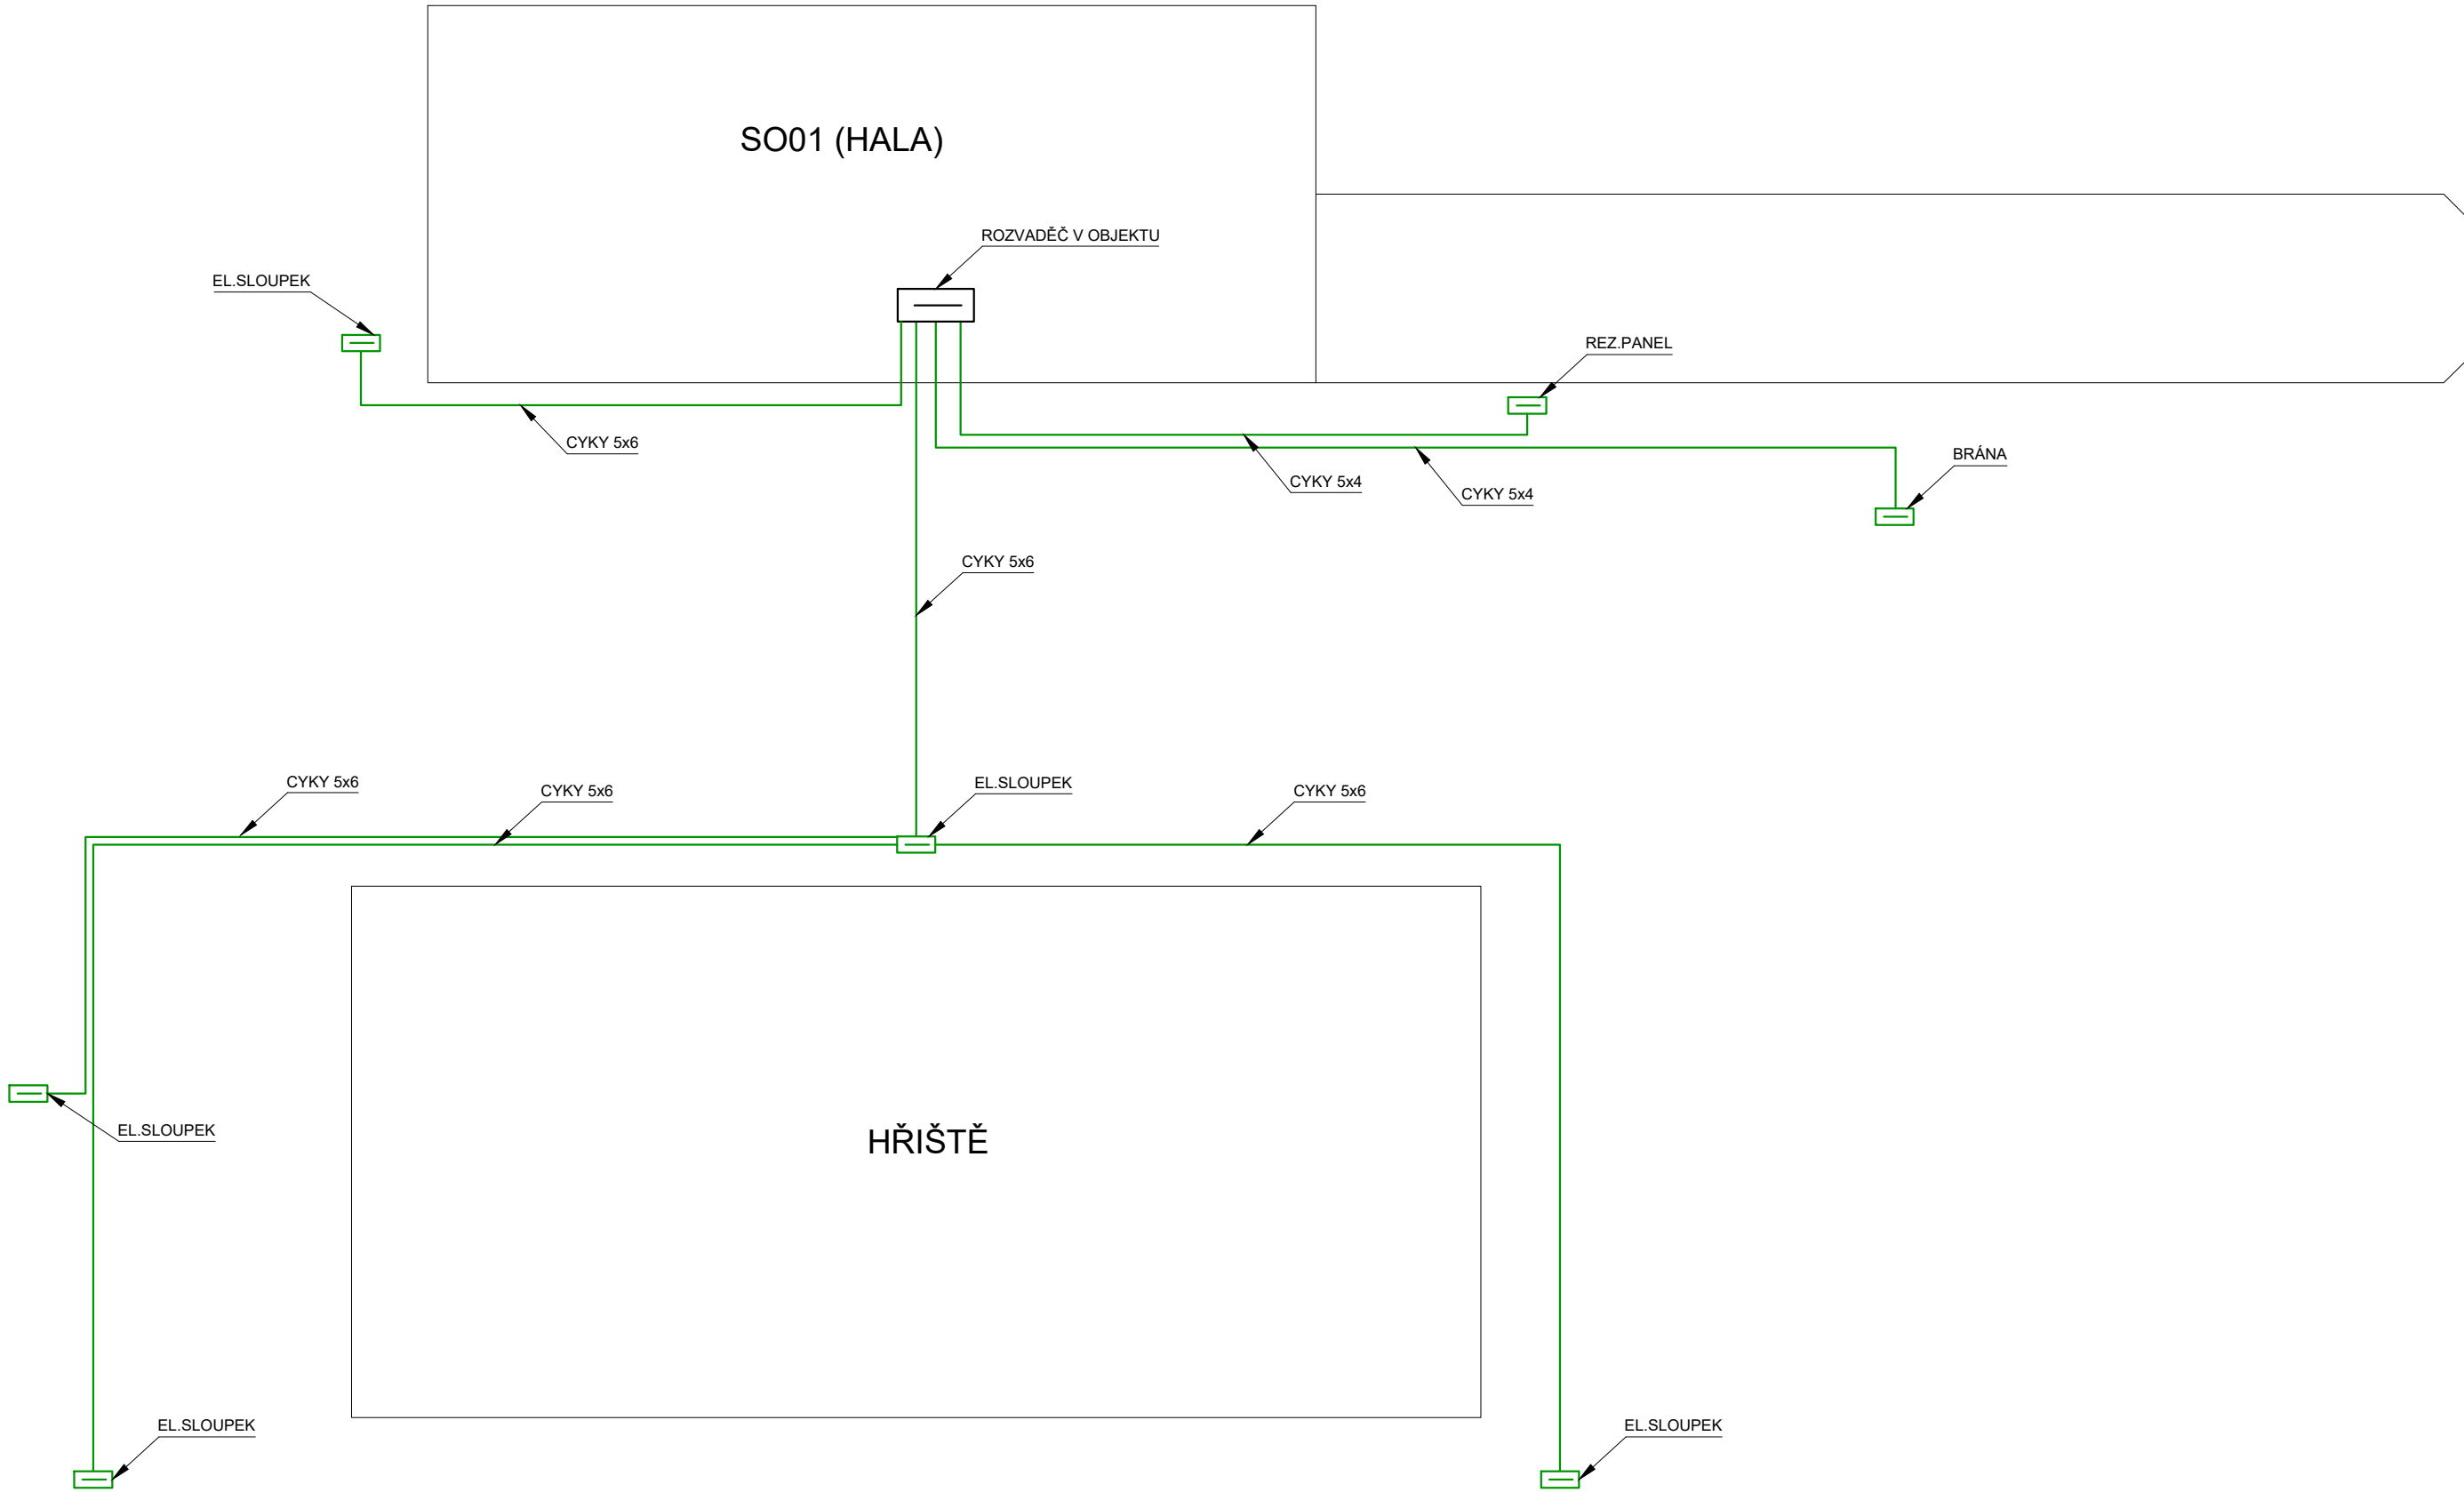 SO01 (HALA)
ROZVADĚČ V OBJEKTU
EL.SLOUPEK
REZ.PANEL
CYKY 5x6
BRÁNA
CYKY 5x4
CYKY 5x4
CYKY 5x6
CYKY 5x6
CYKY 5x6
EL.SLOUPEK
CYKY 5x6
EL.SLOUPEK
HŘIŠTĚ
EL.SLOUPEK
EL.SLOUPEK